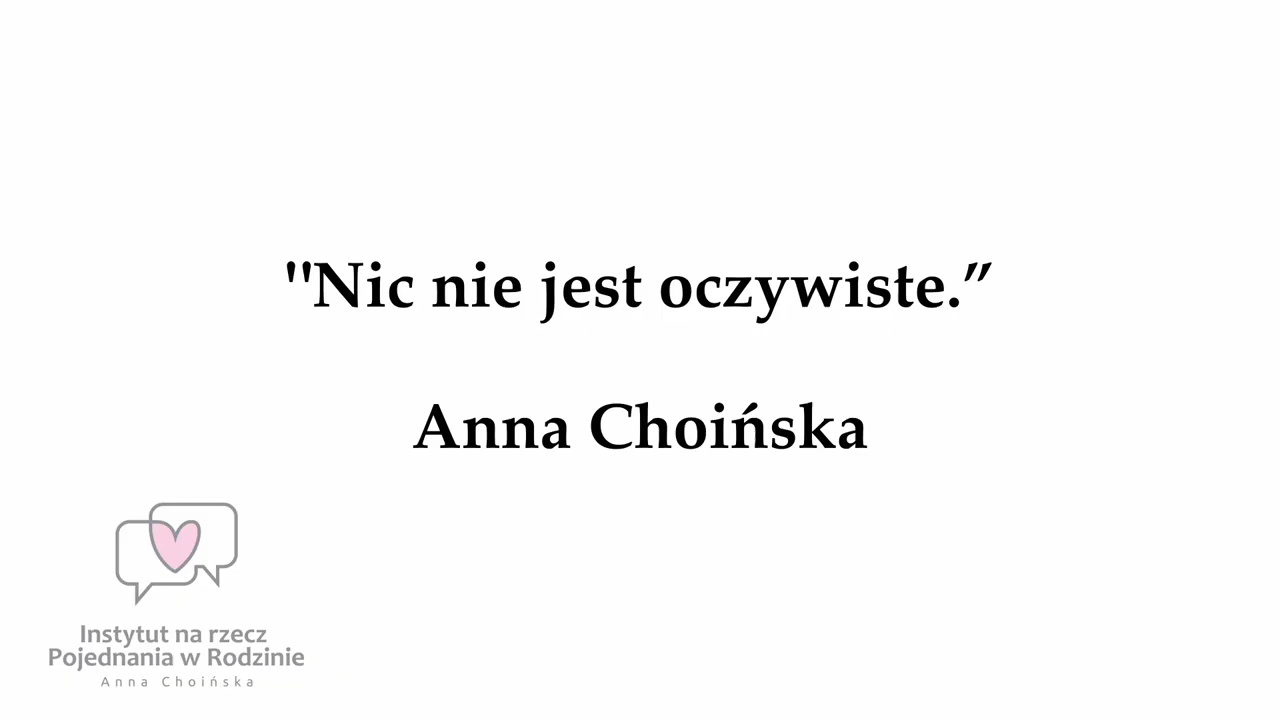 "Nic nie jest oczywiste.”
Anna Choińska
Instytut na rzecz
Pojednania w Rodzinie
Anna Choińska